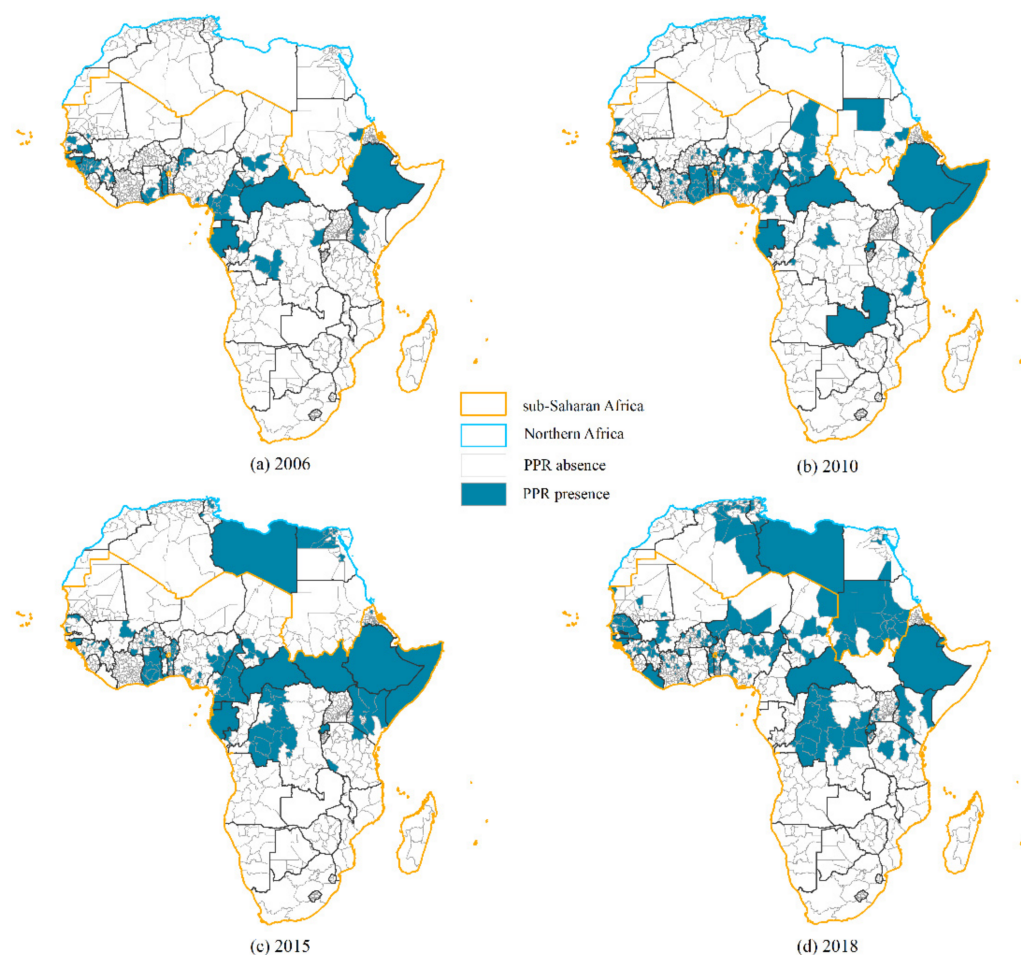 sub-Saharan Africa
Northern Africa
(a) 2006
(b) 2010
PPR absence
PPR presence
(c) 2015
(d) 2018